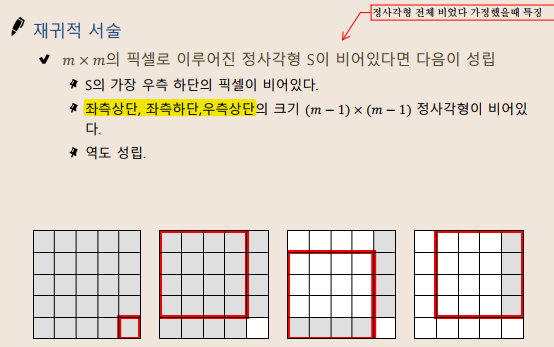 정사각형 전체 비었다 가정했을때 특징
재귀적 서술
m × m의 픽셀로 이루어진 정사각형 S이 비어있다면 다음이 성립
S의 가장 우측 하단의 픽셀이 비어있다.
좌측상단, 좌측하단,우측상단의 크기 (m − 1) × (m − 1) 정사각형이 비어있
다.
역도 성립.